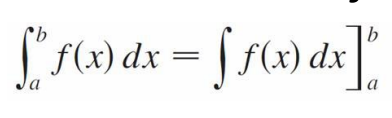 ∫_a^b f(x) dx = ∫ f(x) dx]_a^b